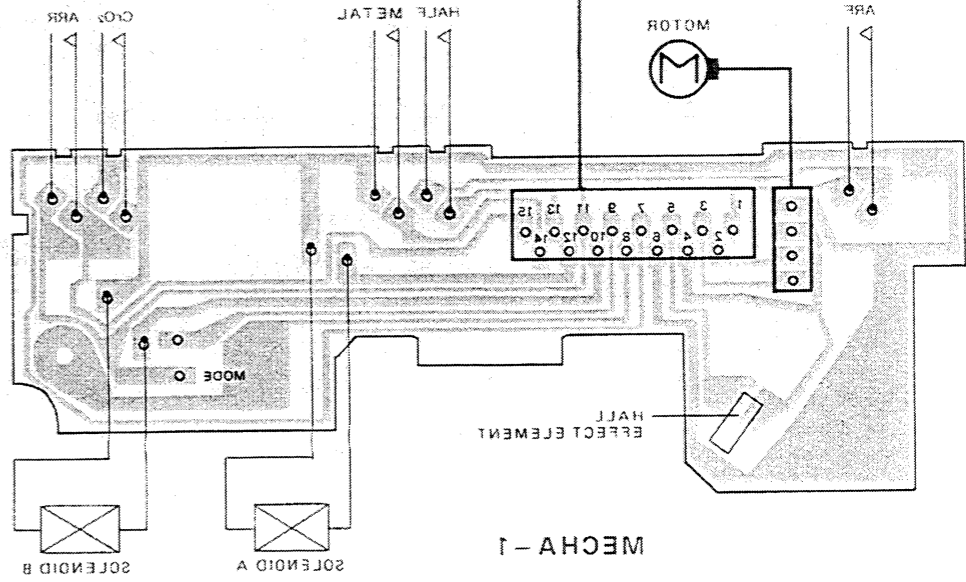 ARF
MOTOR
HALF METAL
CrO₂ ARR
M
1 3 5 7 9 11 13 15
2 4 6 8 10 12 14
MODE
HALL
EFFECT ELEMENT
MECHA-1
SOLENOID A
SOLENOID B